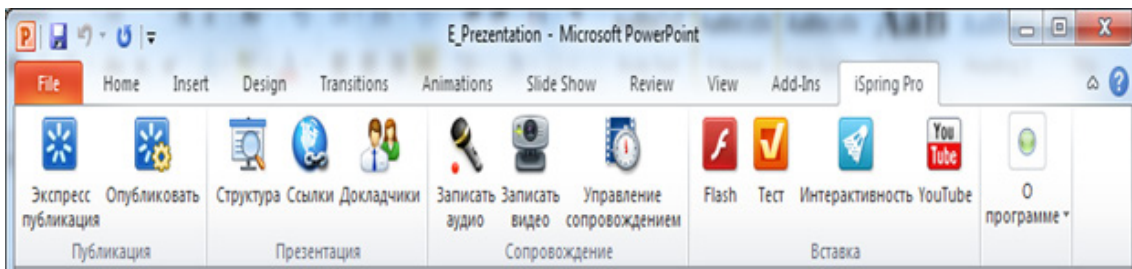 E_Prezentation - Microsoft PowerPoint
File Home Insert Design Transitions Animations Slide Show Review View Add-Ins iSpring Pro
You
Tube
Экспресс публикация Опубликовать Структура Ссылки Докладчики Записать аудио Записать видео Управление сопровождением Flash Тест Интерактивность YouTube О программе
Публикация Презентация Сопровождение Вставка